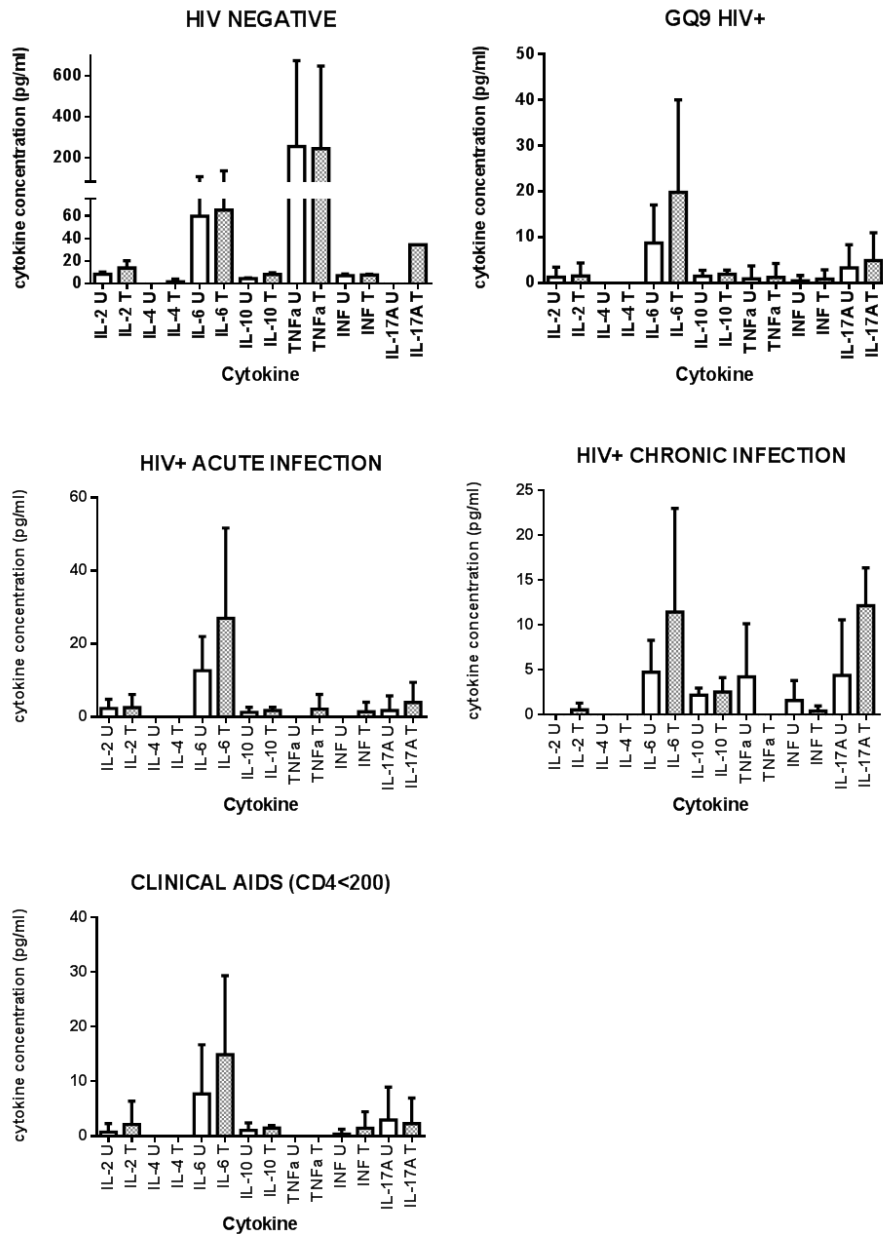 HIV NEGATIVE
cytokine concentration (pg/ml)
600
400
200
60
40
20
0
IL-2 U
IL-2 T
IL-4 U
IL-4 T
IL-6 U
IL-6 T
IL-10 U
IL-10 T
TNFa U
TNFa T
INF U
INF T
IL-17A U
IL-17A T
Cytokine
GQ9 HIV+
cytokine concentration (pg/ml)
50
40
30
20
10
0
IL-2 U
IL-2 T
IL-4 U
IL-4 T
IL-6 U
IL-6 T
IL-10 U
IL-10 T
TNFa U
TNFa T
INF U
INF T
IL-17A U
IL-17A T
Cytokine
HIV+ ACUTE INFECTION
cytokine concentration (pg/ml)
60
40
20
0
IL-2 U
IL-2 T
IL-4 U
IL-4 T
IL-6 U
IL-6 T
IL-10 U
IL-10 T
TNFa U
TNFa T
INF U
INF T
IL-17A U
IL-17A T
Cytokine
HIV+ CHRONIC INFECTION
cytokine concentration (pg/ml)
25
20
15
10
5
0
IL-2 U
IL-2 T
IL-4 U
IL-4 T
IL-6 U
IL-6 T
IL-10 U
IL-10 T
TNFa U
TNFa T
INF U
INF T
IL-17A U
IL-17A T
Cytokine
CLINICAL AIDS (CD4<200)
cytokine concentration (pg/ml)
40
30
20
10
0
IL-2 U
IL-2 T
IL-4 U
IL-4 T
IL-6 U
IL-6 T
IL-10 U
IL-10 T
TNFa U
TNFa T
INF U
INF T
IL-17A U
IL-17A T
Cytokine